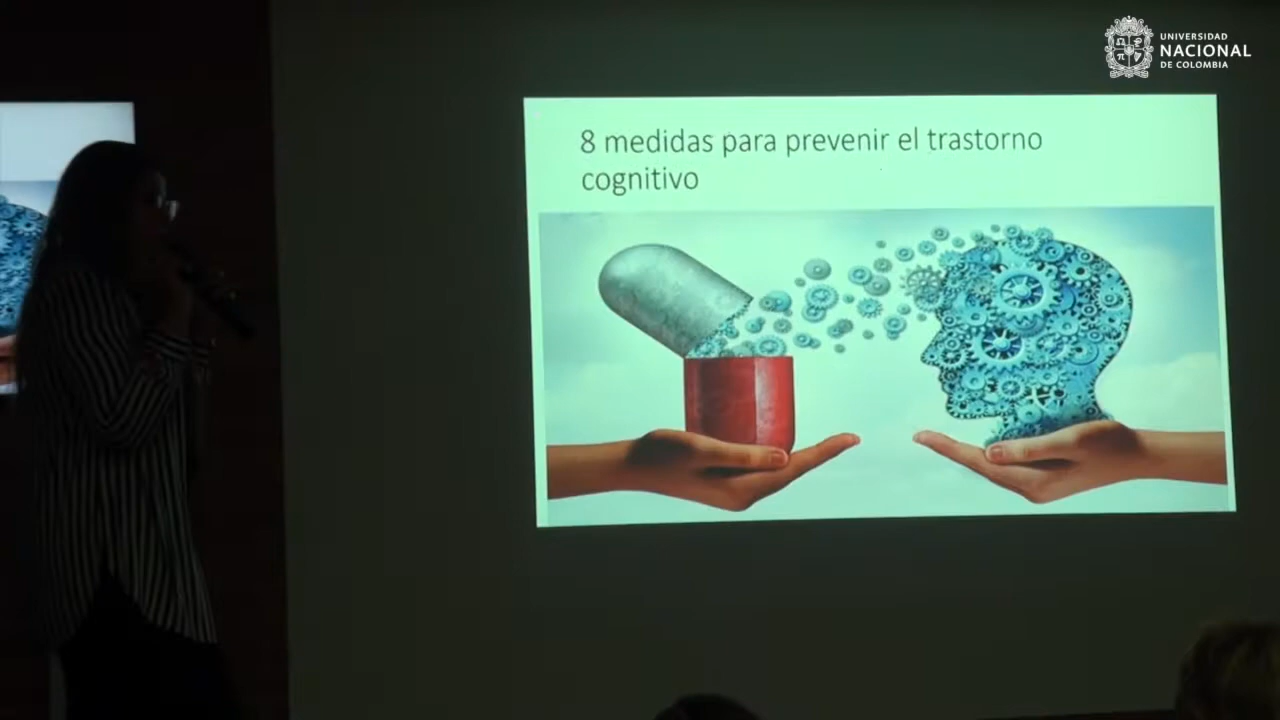 UNIVERSIDAD
NACIONAL
DE COLOMBIA
8 medidas para prevenir el trastorno
cognitivo